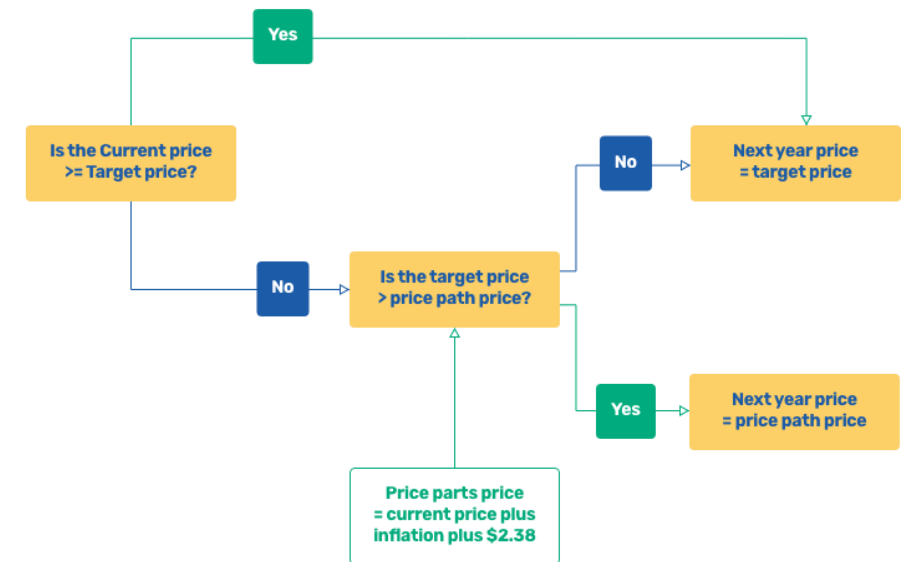 Yes
Is the Current price
>= Target price?
No
Next year price
= target price
Is the target price
> price path price?
No
Yes
Next year price
= price path price
Price parts price
= current price plus
inflation plus $2.38